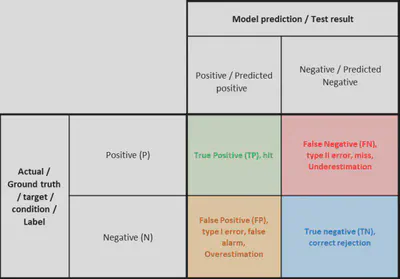 Model prediction / Test result
Positive / Predicted
positive
Negative / Predicted
Negative
Actual /
Ground truth
/ target /
condition /
Label
Positive (P)
True Positive (TP), hit
False Negative (FN),
type II error, miss,
Underestimation
Negative (N)
False Positive (FP),
type I error, false
alarm,
Overestimation
True negative (TN),
correct rejection